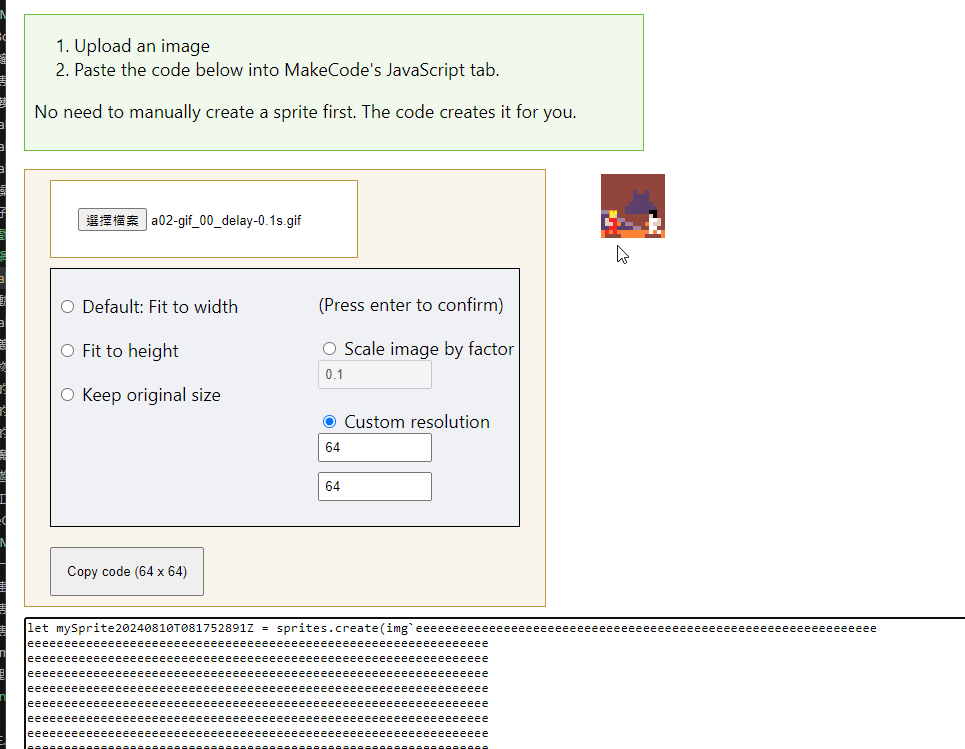 1. Upload an image
2. Paste the code below into MakeCode's JavaScript tab.
No need to manually create a sprite first. The code creates it for you.
選擇檔案 a02-gif_00_delay-0.1s.gif
Default: Fit to width
Fit to height
Keep original size
(Press enter to confirm)
Scale image by factor
0.1
Custom resolution
64
64
Copy code (64 x 64)
let mySprite20240810T081752891Z = sprites.create(img`eeeeeeeeeeeeeeeeeeeeeeeeeeeeeeeeeeeeeeeeeeeeeeeeeeeeeeeeeeeeeeee
eeeeeeeeeeeeeeeeeeeeeeeeeeeeeeeeeeeeeeeeeeeeeeeeeeeeeeeeeeeeeeee
eeeeeeeeeeeeeeeeeeeeeeeeeeeeeeeeeeeeeeeeeeeeeeeeeeeeeeeeeeeeeeee
eeeeeeeeeeeeeeeeeeeeeeeeeeeeeeeeeeeeeeeeeeeeeeeeeeeeeeeeeeeeeeee
eeeeeeeeeeeeeeeeeeeeeeeeeeeeeeeeeeeeeeeeeeeeeeeeeeeeeeeeeeeeeeee
eeeeeeeeeeeeeeeeeeeeeeeeeeeeeeeeeeeeeeeeeeeeeeeeeeeeeeeeeeeeeeee
eeeeeeeeeeeeeeeeeeeeeeeeeeeeeeeeeeeeeeeeeeeeeeeeeeeeeeeeeeeeeeee
eeeeeeeeeeeeeeeeeeeeeeeeeeeeeeeeeeeeeeeeeeeeeeeeeeeeeeeeeeeeeeee
eeeeeeeeeeeeeeeeeeeeeeeeeeeeeeeeeeeeeeeeeeeeeeeeeeeeeeeeeeeeeeee